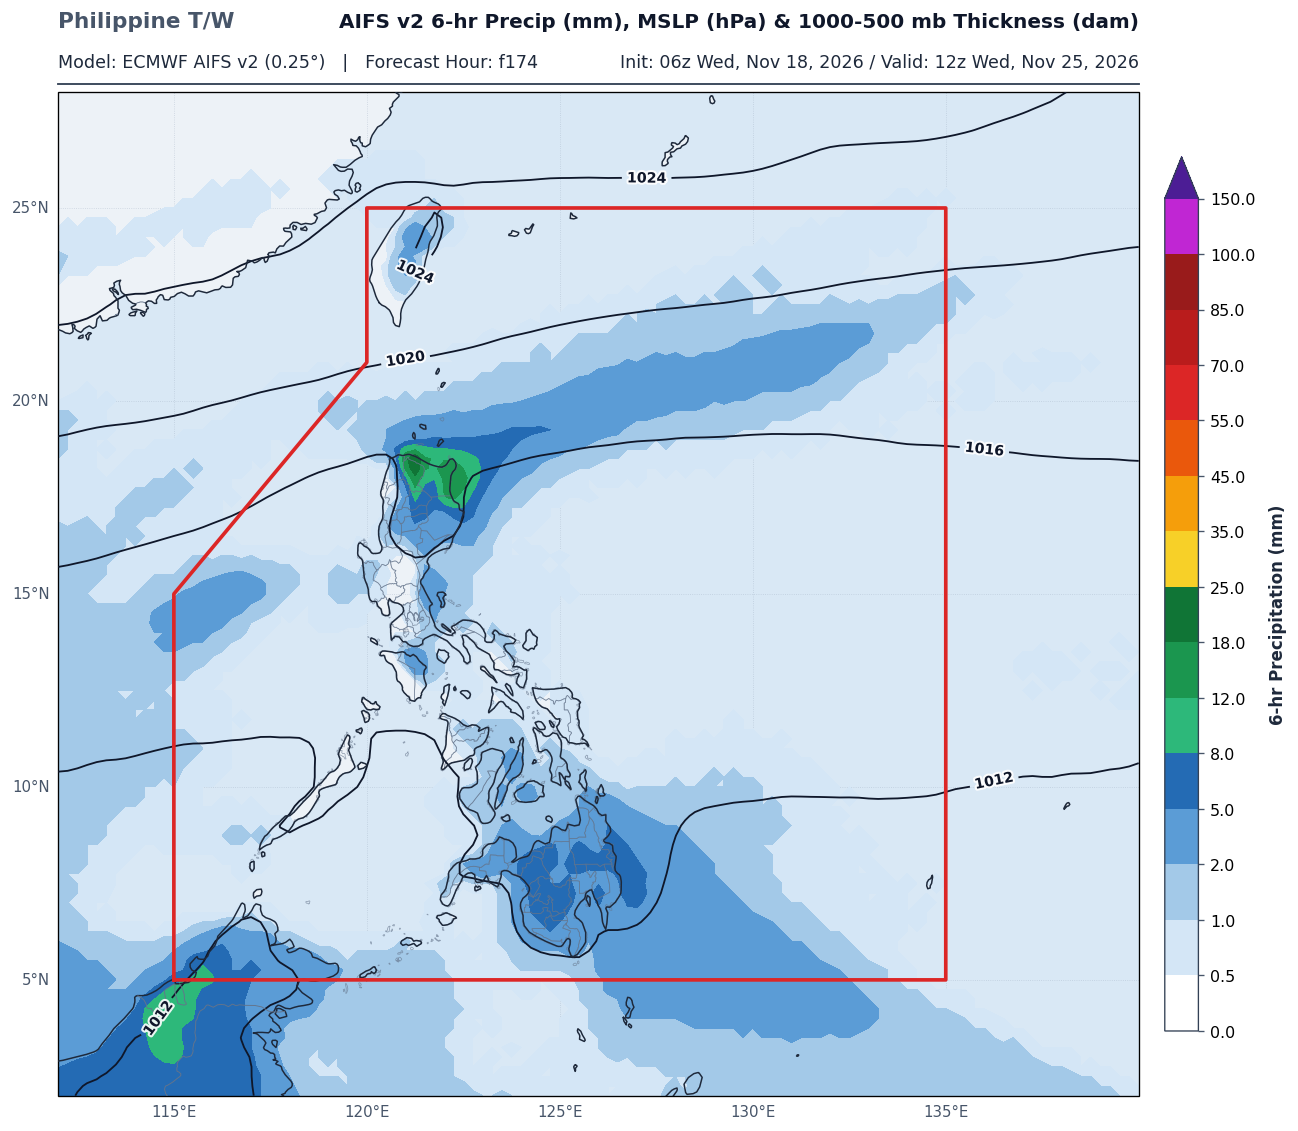 Philippine T/W
AIFS v2 6-hr Precip (mm), MSLP (hPa) & 1000-500 mb Thickness (dam)
Model: ECMWF AIFS v2 (0.25°) | Forecast Hour: f174
Init: 06z Wed, Nov 18, 2026 / Valid: 12z Wed, Nov 25, 2026
1024
1024
1020
1016
1012
1012
25°N
20°N
15°N
10°N
5°N
115°E
120°E
125°E
130°E
135°E
150.0
100.0
85.0
70.0
55.0
45.0
35.0
25.0
18.0
12.0
8.0
5.0
2.0
1.0
0.5
0.0
6-hr Precipitation (mm)